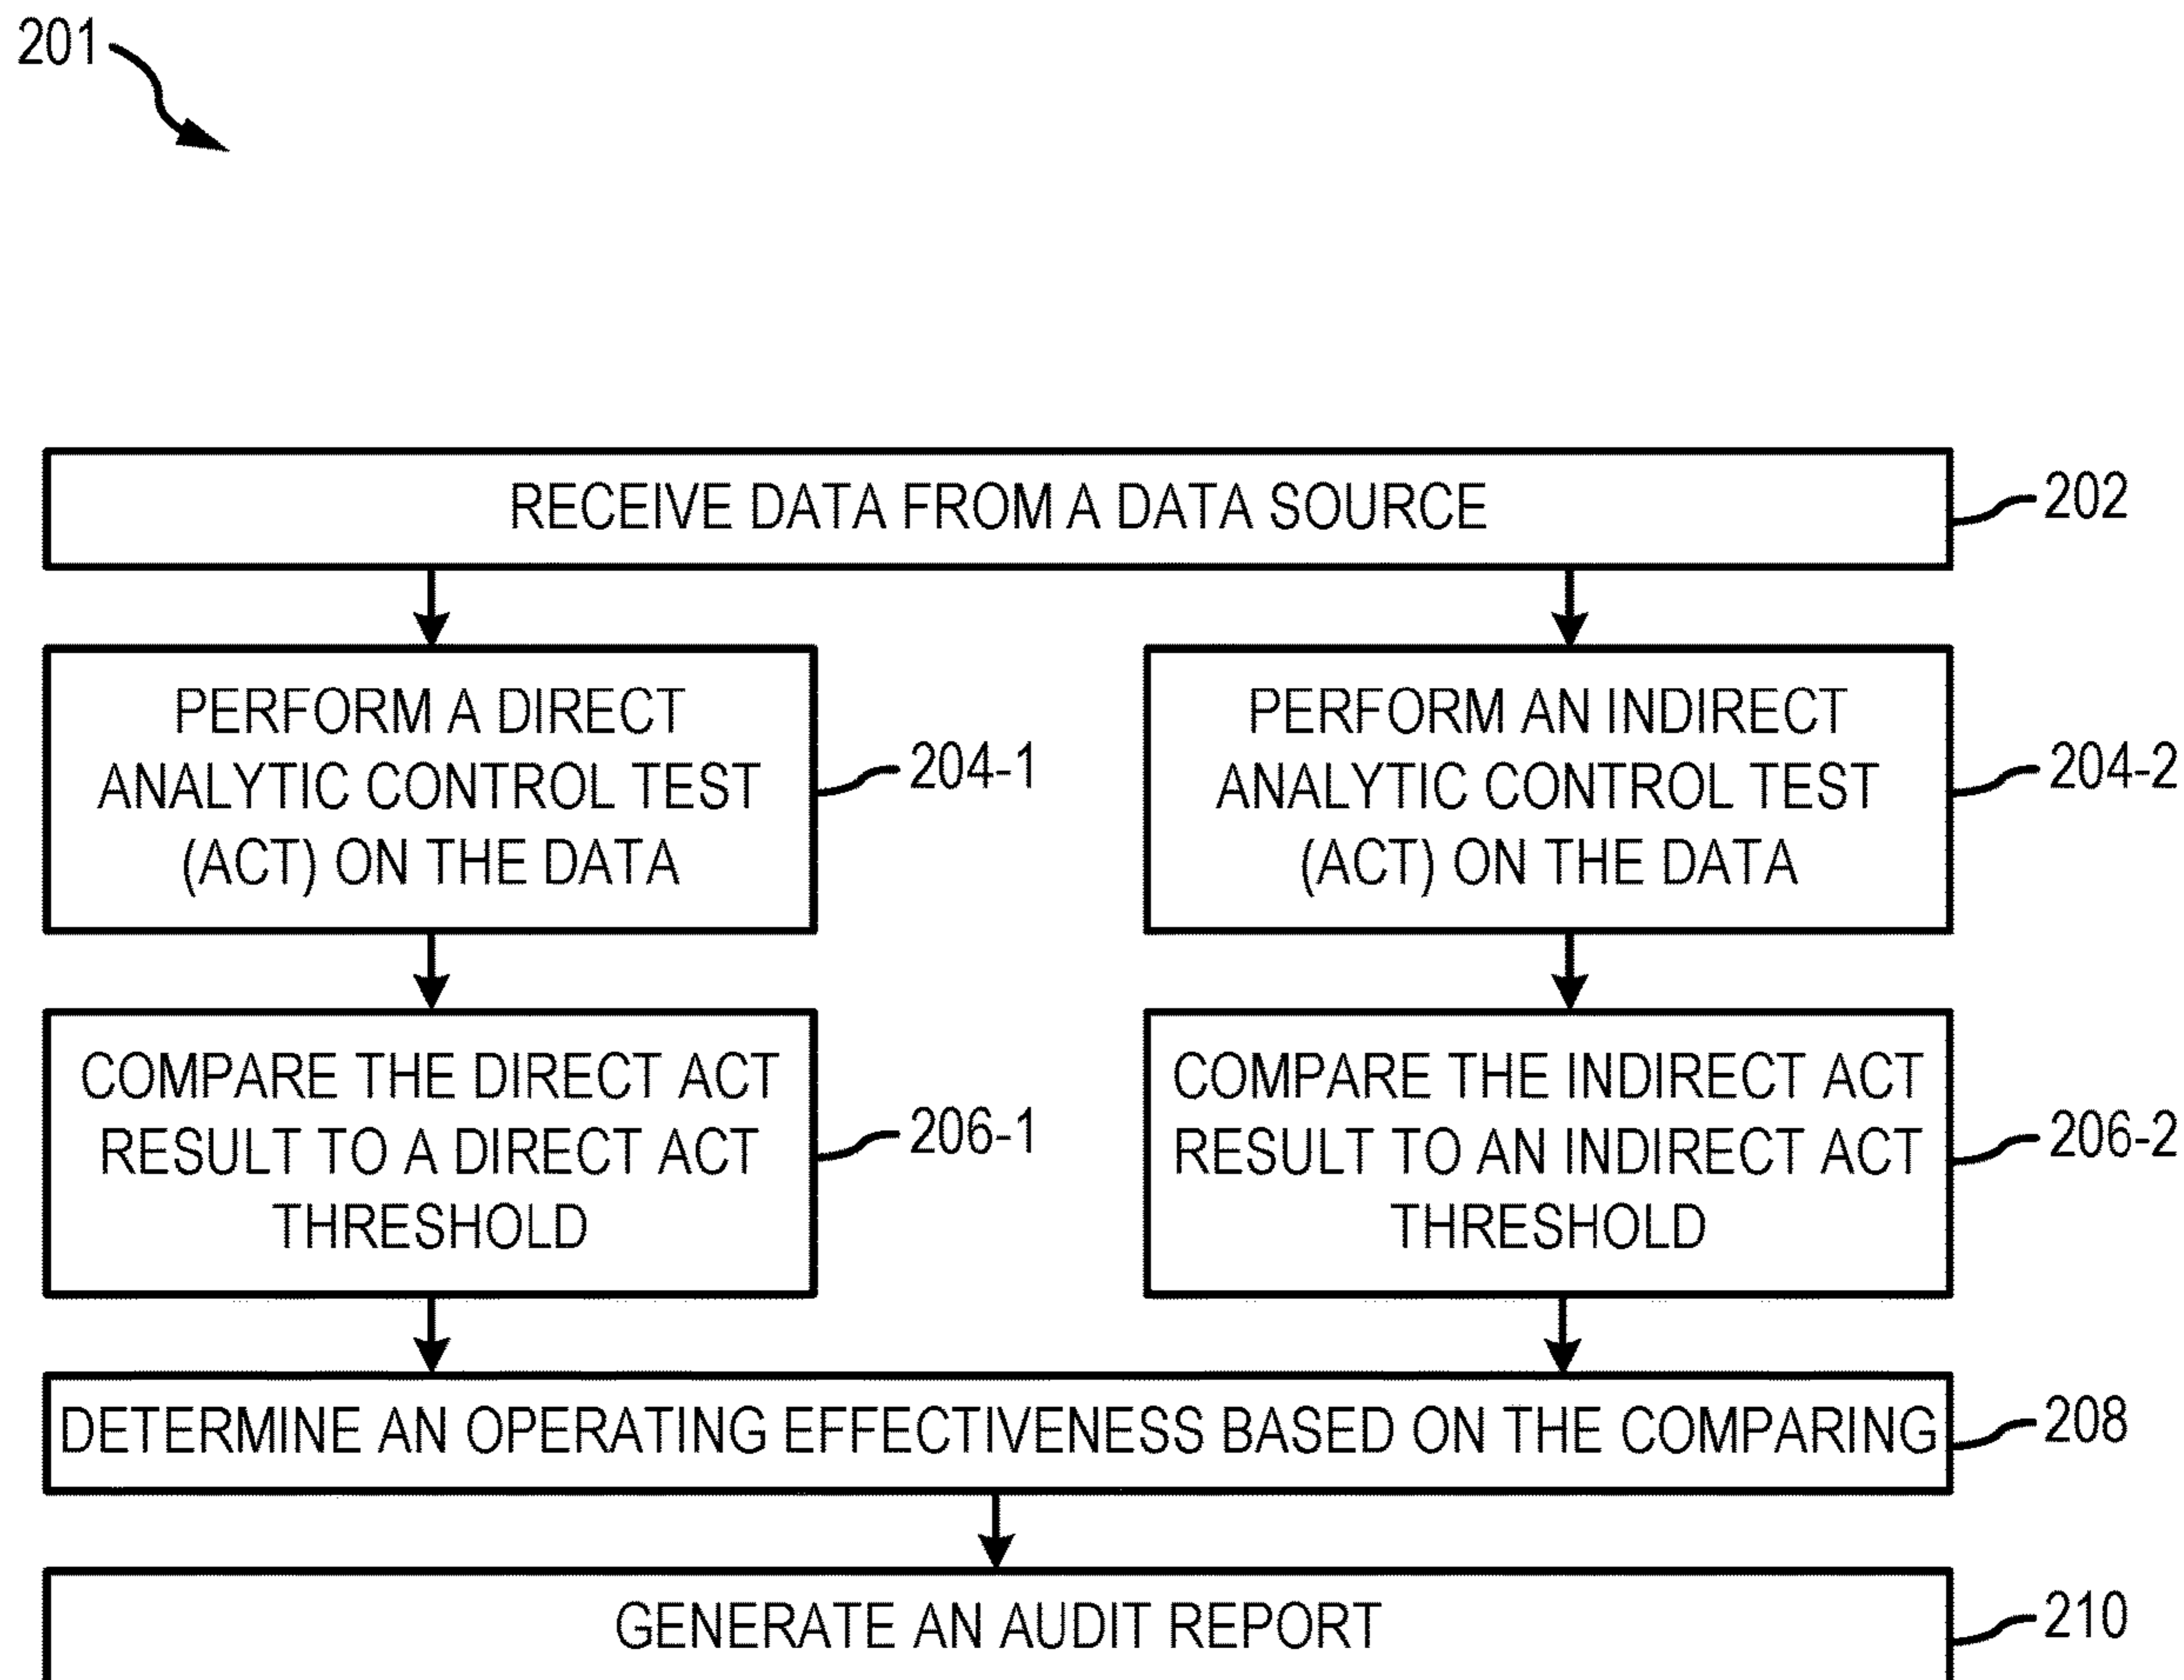 201
RECEIVE DATA FROM A DATA SOURCE
202
PERFORM A DIRECT
ANALYTIC CONTROL TEST
(ACT) ON THE DATA
204-1
PERFORM AN INDIRECT
ANALYTIC CONTROL TEST
(ACT) ON THE DATA
204-2
COMPARE THE DIRECT ACT
RESULT TO A DIRECT ACT
THRESHOLD
206-1
COMPARE THE INDIRECT ACT
RESULT TO AN INDIRECT ACT
THRESHOLD
206-2
DETERMINE AN OPERATING EFFECTIVENESS BASED ON THE COMPARING
208
GENERATE AN AUDIT REPORT
210